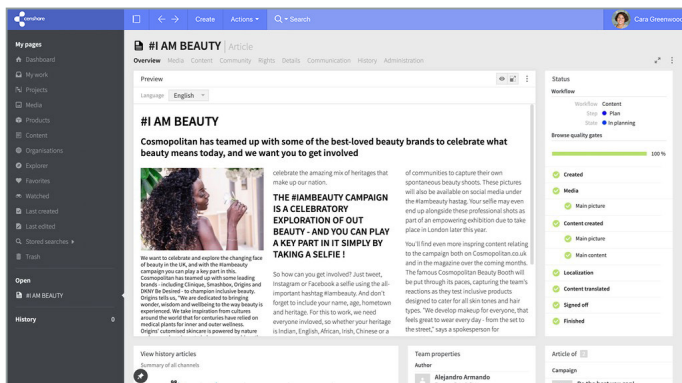 censhare
Create
Actions
Search
Cara Greenwood
My pages
Dashboard
My work
Projects
Media
Products
Content
Organisations
Explorer
Favorites
Watched
Last created
Last edited
Stored searches
Trash
Open
#I AM BEAUTY
History 0
#I AM BEAUTY | Article
Overview Media Content Community Rights Details Communication History Administration
Preview
Language English
#I AM BEAUTY
Cosmopolitan has teamed up with some of the best-loved beauty brands to celebrate what
beauty means today, and we want you to get involved
We want to celebrate and explore the changing face
of beauty in the UK, and with the #Iambeauty
campaign you can play a key part in this.
Cosmopolitan has teamed up with some leading
brands - including Clinique, Smashbox, Origins and
DKNY Be Desired - to champion inclusive beauty.
Origins tells us, "We are dedicated to bringing
wonder, wisdom and wellbeing to the way beauty is
experienced. We take inspiration from cultures
around the world that for centuries have relied on
medical plants for inner and outer wellness.
Origins' customised skincare is powered by nature
celebrate the amazing mix of heritages that
make up our nation.
THE #IAMBEAUTY CAMPAIGN
IS A CELEBRATORY
EXPLORATION OF OUT
BEAUTY - AND YOU CAN PLAY
A KEY PART IN IT SIMPLY BY
TAKING A SELFIE !
So how can you get involved? Just tweet,
Instagram or Facebook a selfie using the all-
important hashtag #Iambeauty. And don't
forget to include your name, age, hometown
and heritage. For this to work, we need
everyone invloved, so whether your heritage
is Indian, English, African, Irish, Chinese or a
of communities to capture their own
spontaneous beauty shoots. These pictures
will also be available on social media under
the #Iambeauty hastag. Your selfie may even
end up alongside these professional shots as
part of an empowering exhibition due to take
place in London later this year.
You'll find even more inspring content relating
to the campaign both on Cosmopolitan.co.uk
and in the magazine over the coming months.
The famous Cosmopolitan Beauty Booth will
be put through its paces, capturing the team's
reactions as they test inclusive products
designed to cater for all skin tones and hair
types. "We develop makeup for everyone, that
feels great to wear every day - from the set to
the street," says a spokesperson for
Status
Workflow
Workflow Content
Step Plan
State In planning
Browse quality gates
100 %
Created
Media
Main picture
Content created
Main picture
Main content
Localization
Content translated
Signed off
Finished
View history articles
Summary of all channels
Team properties
Author
Alejandro Armando
Article of
Campaign